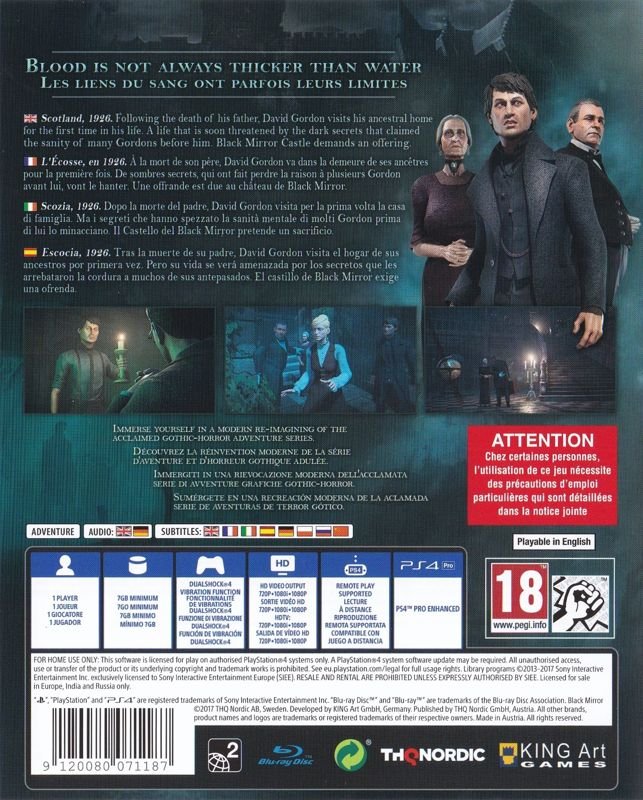 BLOOD IS NOT ALWAYS THICKER THAN WATER
LES LIENS DU SANG ONT PARFOIS LEURS LIMITES
Scotland, 1926. Following the death of his father, David Gordon visits his ancestral home
for the first time in his life. A life that is soon threatened by the dark secrets that claimed
the sanity of many Gordons before him. Black Mirror Castle demands an offering.
L'Écosse, en 1926. À la mort de son père, David Gordon va dans la demeure de ses ancêtres
pour la première fois. De sombres secrets, qui ont fait perdre la raison à plusieurs Gordon
avant lui, vont le hanter. Une offrande est due au château de Black Mirror.
Scozia, 1926. Dopo la morte del padre, David Gordon visita per la prima volta la casa
di famiglia. Ma i segreti che hanno spezzato la sanità mentale di molti Gordon prima
di lui lo minacciano. Il Castello del Black Mirror pretende un sacrificio.
Escocia, 1926. Tras la muerte de su padre, David Gordon visita el hogar de sus
ancestros por primera vez. Pero su vida se verá amenazada por los secretos que les
arrebataron la cordura a muchos de sus antepasados. El castillo de Black Mirror exige
una ofrenda.
IMMERSE YOURSELF IN A MODERN RE-IMAGINING OF THE
ACCLAIMED GOTHIC-HORROR ADVENTURE SERIES.
DÉCOUVREZ LA RÉINVENTION MODERNE DE LA SÉRIE
D'AVENTURE ET D'HORREUR GOTHIQUE ADULÉE.
IMMERGITI IN UNA RIEVOCAZIONE MODERNA DELL'ACCLAMATA
SERIE DI AVVENTURE GRAFICHE GOTHIC-HORROR.
SUMÉRGETE EN UNA RECREACIÓN MODERNA DE LA ACLAMADA
SERIE DE AVENTURAS DE TERROR GÓTICO.
ATTENTION
Chez certaines personnes,
l'utilisation de ce jeu nécessite
des précautions d'emploi
particulières qui sont détaillées
dans la notice jointe
ADVENTURE AUDIO: SUBTITLES:
Playable in English
1 PLAYER
1 JOUEUR
1 GIOCATORE
1 JUGADOR
7GB MINIMUM
7GO MINIMUM
7GB MINIMO
MÍNIMO 7GB
DUALSHOCK®4
VIBRATION FUNCTION
FONCTIONNALITÉ
DE VIBRATIONS
DUALSHOCK®4
FUNZIONE DI VIBRAZIONE
DUALSHOCK®4
FUNCIÓN DE VIBRACIÓN
DUALSHOCK®4
HD
HD VIDEO OUTPUT
720P•1080i•1080P
SORTIE VIDÉO HD
720P•1080i•1080P
HDTV:
720P•1080i•1080P
SALIDA DE VÍDEO HD
720P•1080i•1080P
PS4
REMOTE PLAY
SUPPORTED
LECTURE
À DISTANCE
RIPRODUZIONE
REMOTA SUPPORTATA
COMPATIBLE CON
JUEGO A DISTANCIA
PS4 Pro
PS4™ PRO ENHANCED
18
www.pegi.info
FOR HOME USE ONLY: This software is licensed for play on authorised PlayStation®4 systems only. A PlayStation®4 system software update may be required. All unauthorised access,
use or transfer of the product or its underlying copyright and trademark works is prohibited. See eu.playstation.com/legal for full usage rights. Library programs ©2013-2017 Sony Interactive
Entertainment Inc. exclusively licensed to Sony Interactive Entertainment Europe (SIEE). RESALE AND RENTAL ARE PROHIBITED UNLESS EXPRESSLY AUTHORISED BY SIEE. Licensed for sale
in Europe, India and Russia only.
"PS", "PlayStation" and "PS4" are registered trademarks of Sony Interactive Entertainment Inc. "Blu-ray Disc™" and "Blu-ray™" are trademarks of the Blu-ray Disc Association. Black Mirror
©2017 THQ Nordic AB, Sweden. Developed by KING Art GmbH, Germany. Published by THQ Nordic GmbH, Austria. All other brands,
product names and logos are trademarks or registered trademarks of their respective owners. Made in Austria. All rights reserved.
9 120080 071187
2
Blu-ray Disc
THQ NORDIC
KING Art
GAMES